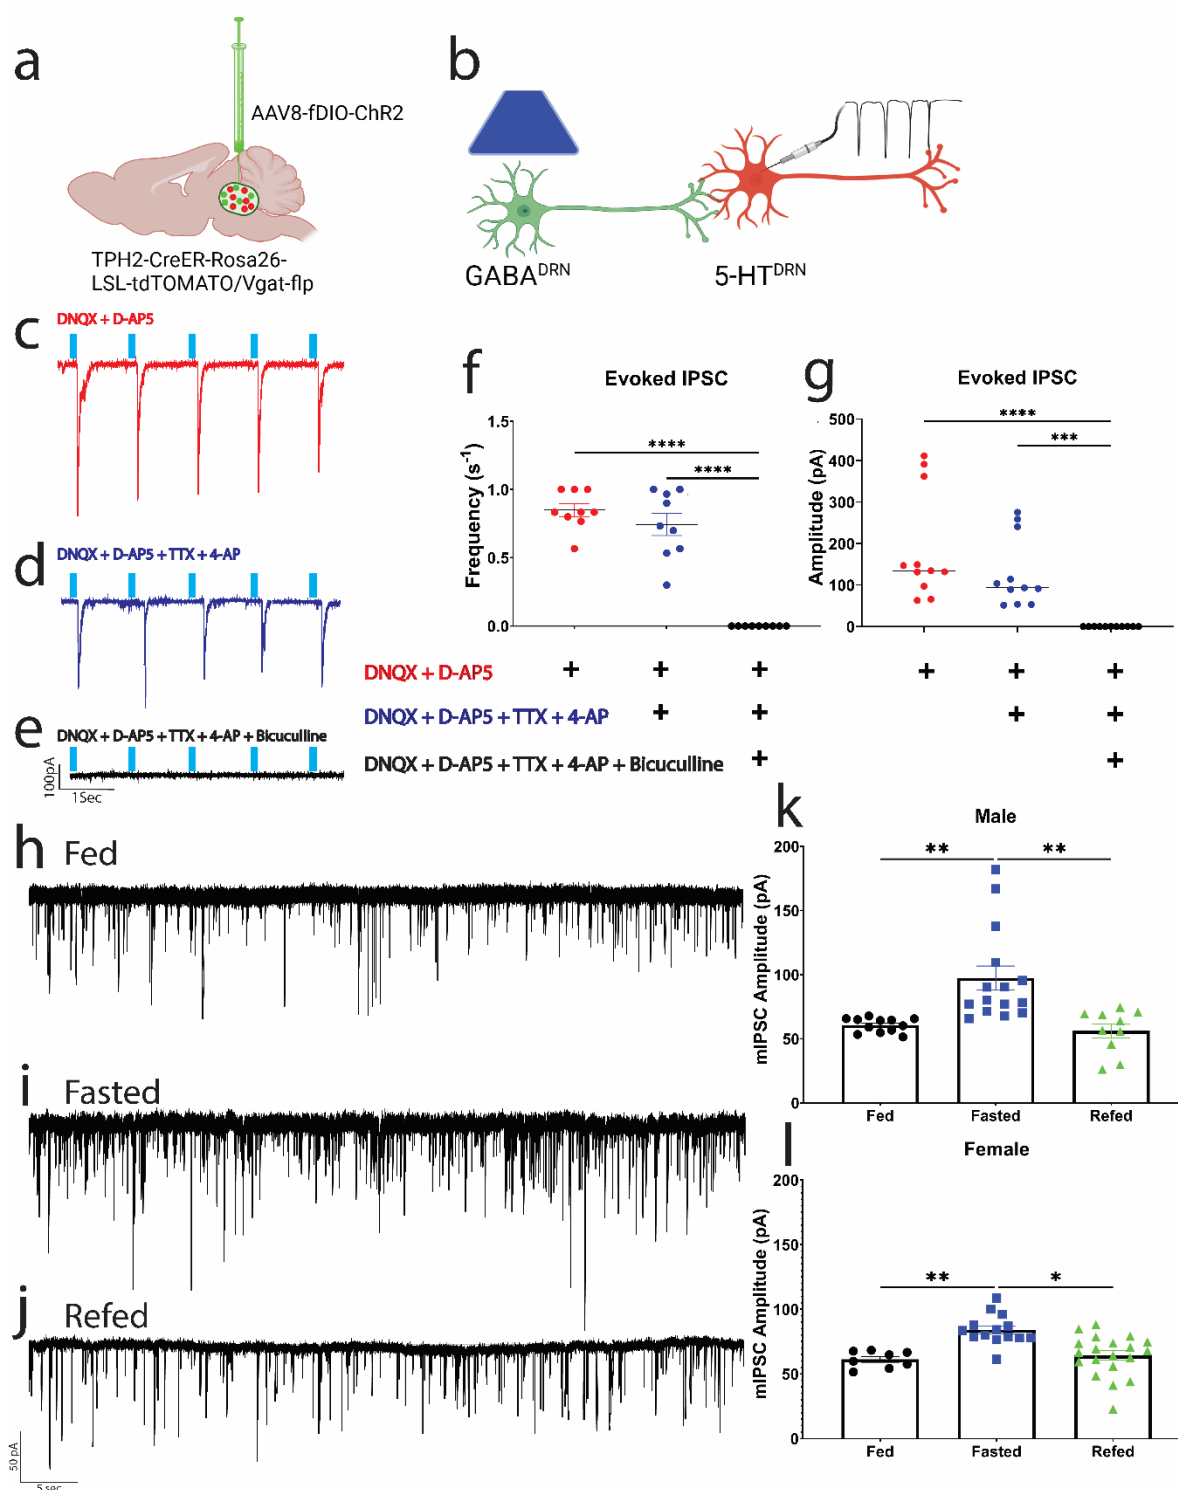 a
AAV8-fDIO-ChR2
TPH2-CreER-Rosa26-
LSL-tdTOMATO/Vgat-flp
b
GABA^DRN
5-HT^DRN
c
DNQX + D-AP5
d
DNQX + D-AP5 + TTX + 4-AP
e
DNQX + D-AP5 + TTX + 4-AP + Bicuculline
100pA
1Sec
f
Evoked IPSC
Frequency (s^-1)
1.5
1.0
0.5
0.0
****
****
g
Evoked IPSC
Amplitude (pA)
500
400
300
200
100
0
****
***
DNQX + D-AP5 + + + + + +
DNQX + D-AP5 + TTX + 4-AP + + + +
DNQX + D-AP5 + TTX + 4-AP + Bicuculline + +
h Fed
i Fasted
j Refed
50 pA
5 sec
k
Male
mIPSC Amplitude (pA)
200
150
100
50
0
** **
Fed Fasted Refed
l
Female
mIPSC Amplitude (pA)
200
150
100
50
0
** *
Fed Fasted Refed